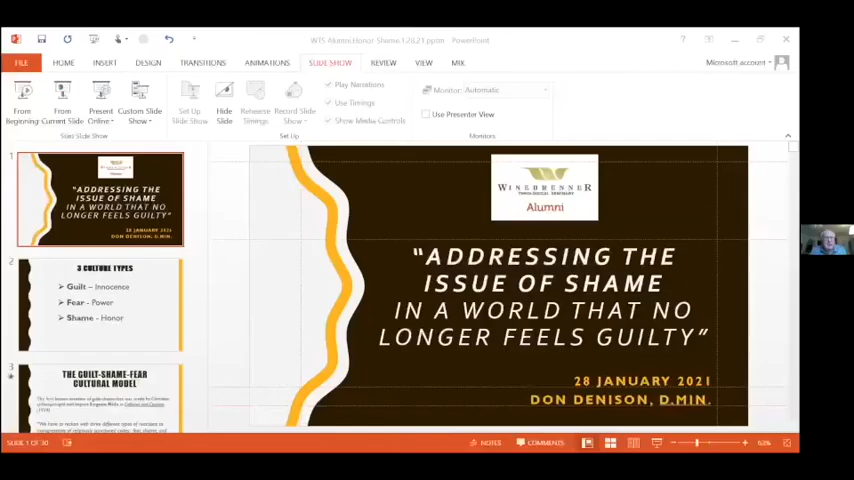 WTS Alumni.Honor Shame.1.28.21.pptm - PowerPoint
FILE HOME INSERT DESIGN TRANSITIONS ANIMATIONS SLIDE SHOW REVIEW VIEW MIX
Microsoft account
From Beginning
From Current Slide
Present Online
Custom Slide Show
Set Up Slide Show
Hide Slide
Rehearse Timings
Record Slide Show
Play Narrations
Use Timings
Show Media Controls
Monitor: Automatic
Use Presenter View
Start Slide Show
Set Up
Monitors
1
"ADDRESSING THE
ISSUE OF SHAME
IN A WORLD THAT NO
LONGER FEELS GUILTY"
28 JANUARY 2021
DON DENISON, D.MIN.
2
3 CULTURE TYPES
Guilt – Innocence
Fear - Power
Shame - Honor
3
THE GUILT-SHAME-FEAR
CULTURAL MODEL
WINEBRENNER
THEOLOGICAL SEMINARY
Alumni
"ADDRESSING THE
ISSUE OF SHAME
IN A WORLD THAT NO
LONGER FEELS GUILTY"
28 JANUARY 2021
DON DENISON, D.MIN.
SLIDE 1 OF 30
NOTES
COMMENTS
63%